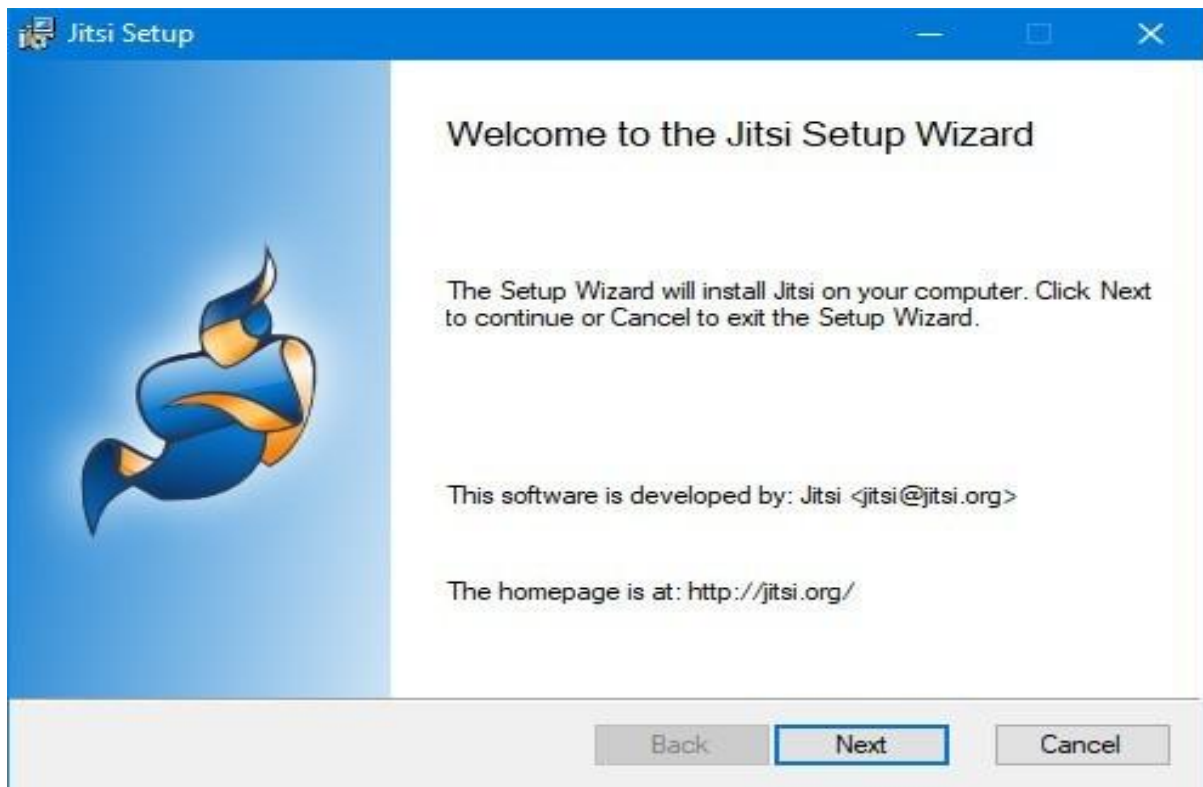 Jitsi Setup
Welcome to the Jitsi Setup Wizard
The Setup Wizard will install Jitsi on your computer. Click Next
to continue or Cancel to exit the Setup Wizard.
This software is developed by: Jitsi <jitsi@jitsi.org>
The homepage is at: http://jitsi.org/
Back Next Cancel